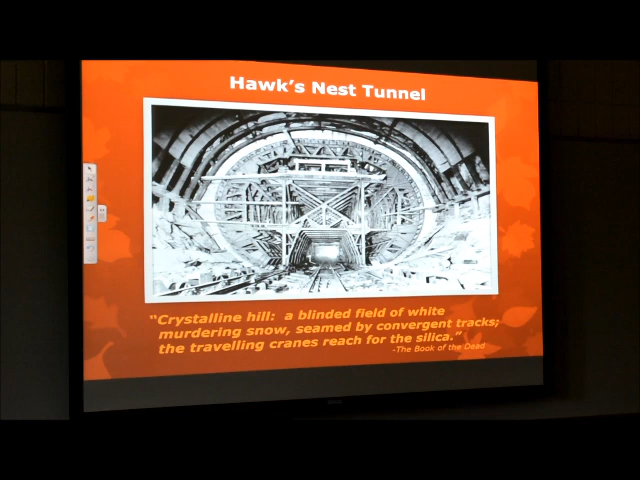 Hawk's Nest Tunnel
"Crystalline hill: a blinded field of white
murdering snow, seamed by convergent tracks;
the travelling cranes reach for the silica."
-The Book of the Dead